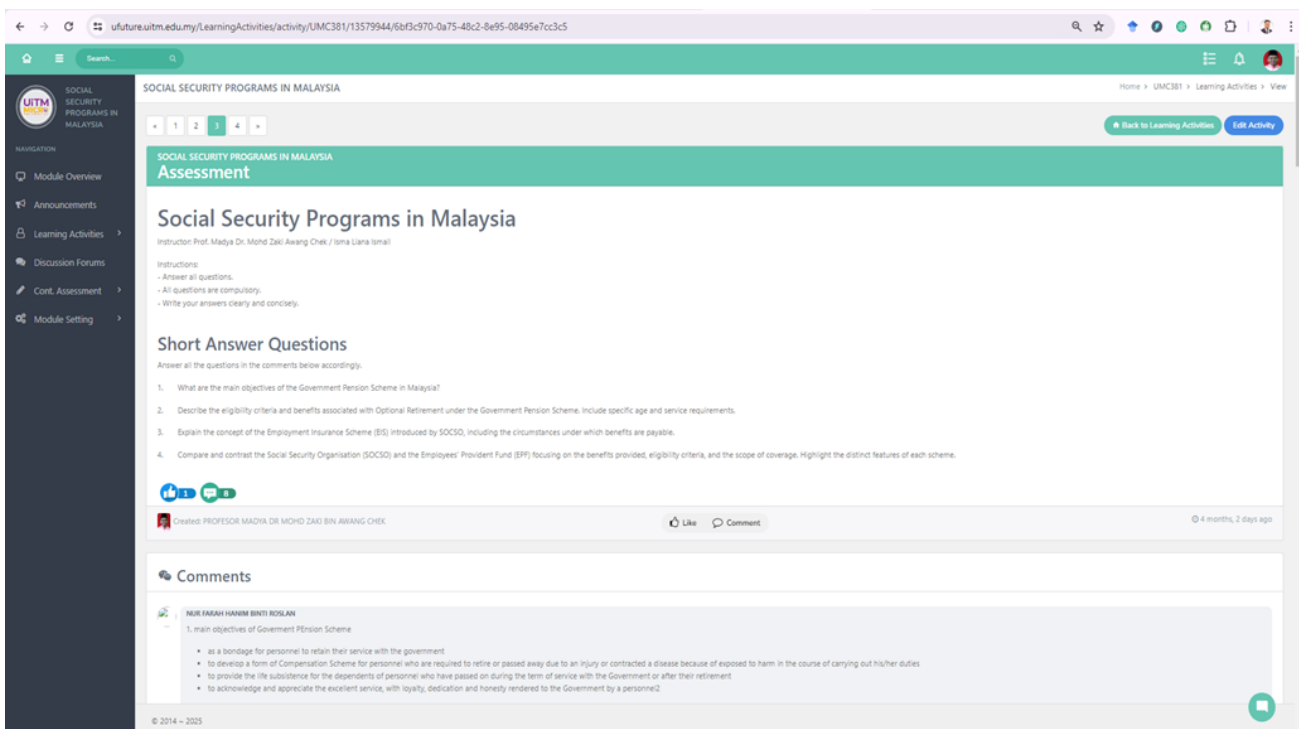 ufuture.uitm.edu.my/LearningActivities/activity/UMC381/13579944/6bf3c970-0a75-48c2-8e95-08495e7cc3c5
Search...
UiTM
SOCIAL
SECURITY
PROGRAMS IN
MALAYSIA
NAVIGATION
Module Overview
Announcements
Learning Activities
Discussion Forums
Cont. Assessment
Module Setting
SOCIAL SECURITY PROGRAMS IN MALAYSIA
Home > UMC381 > Learning Activities > View
« 1 2 3 4 »
Back to Learning Activities
Edit Activity
SOCIAL SECURITY PROGRAMS IN MALAYSIA
Assessment
Social Security Programs in Malaysia
Instructor: Prof. Madya Dr. Mohd Zaki Awang Chek / Isma Liana Ismail
Instructions:
- Answer all questions.
- All questions are compulsory.
- Write your answers clearly and concisely.
Short Answer Questions
Answer all the questions in the comments below accordingly.
1. What are the main objectives of the Government Pension Scheme in Malaysia?
2. Describe the eligibility criteria and benefits associated with Optional Retirement under the Government Pension Scheme. Include specific age and service requirements.
3. Explain the concept of the Employment Insurance Scheme (EIS) introduced by SOCSO, including the circumstances under which benefits are payable.
4. Compare and contrast the Social Security Organisation (SOCSO) and the Employees' Provident Fund (EPF) focusing on the benefits provided, eligibility criteria, and the scope of coverage. Highlight the distinct features of each scheme.
1 8
Created: PROFESOR MADYA DR MOHD ZAKI BIN AWANG CHEK
Like
Comment
4 months, 2 days ago
Comments
NUR FARAH HANIM BINTI ROSLAN
1. main objectives of Goverment PEnsion Scheme
• as a bondage for personnel to retain their service with the government
• to develop a form of Compensation Scheme for personnel who are required to retire or passed away due to an injury or contracted a disease because of exposed to harm in the course of carrying out his/her duties
• to provide the life subsistence for the dependents of personnel who have passed on during the term of service with the Government or after their retirement
• to acknowledge and appreciate the excellent service, with loyalty, dedication and honesty rendered to the Government by a personnel2
© 2014 – 2025